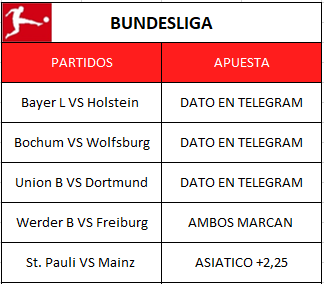 BUNDESLIGA
PARTIDOS APUESTA
Bayer L VS Holstein DATO EN TELEGRAM
Bochum VS Wolfsburg DATO EN TELEGRAM
Union B VS Dortmund DATO EN TELEGRAM
Werder B VS Freiburg AMBOS MARCAN
St. Pauli VS Mainz ASIATICO +2,25